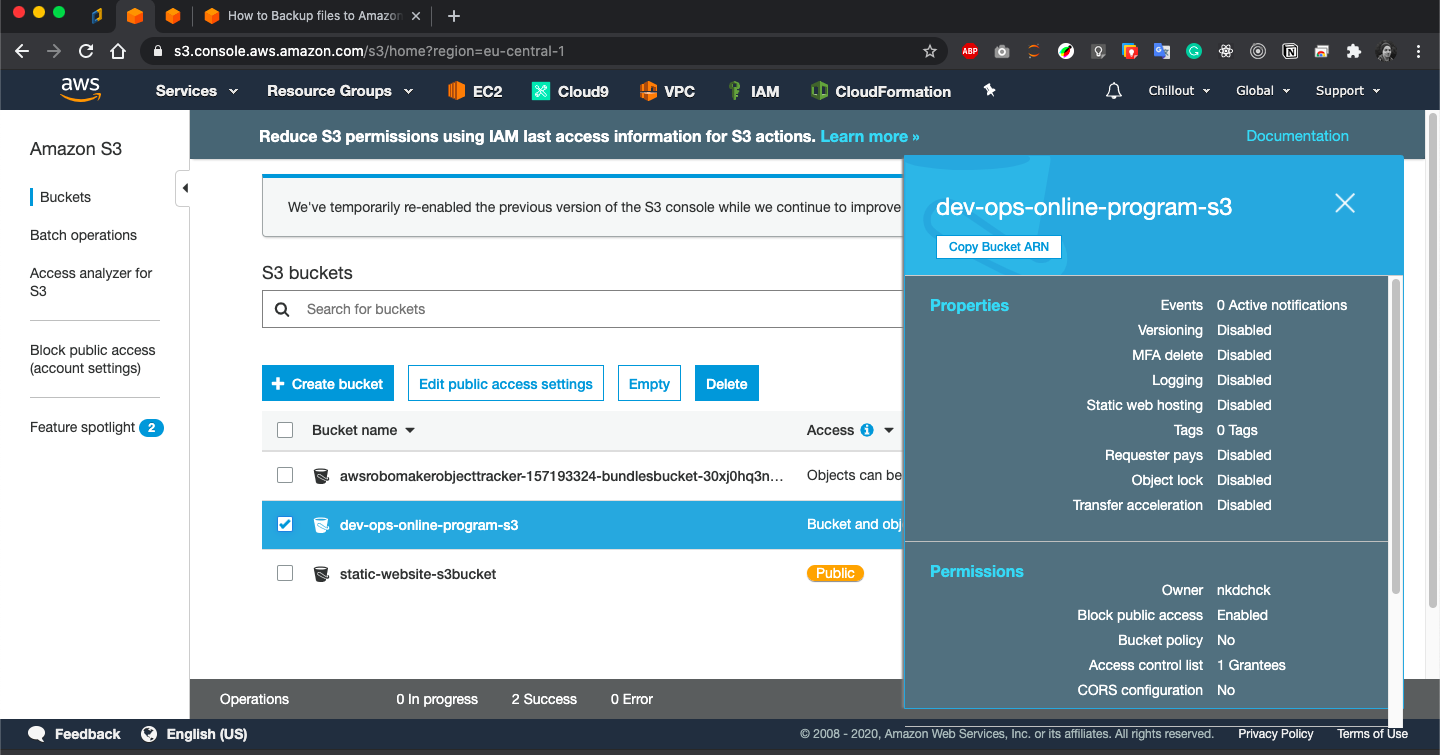 How to Backup files to Amazon
s3.console.aws.amazon.com/s3/home?region=eu-central-1
ABP
aws
Services
Resource Groups
EC2
Cloud9
VPC
IAM
CloudFormation
Chillout
Global
Support
Amazon S3
Buckets
Batch operations
Access analyzer for
S3
Block public access
(account settings)
Feature spotlight 2
Reduce S3 permissions using IAM last access information for S3 actions. Learn more »
Documentation
We've temporarily re-enabled the previous version of the S3 console while we continue to improve
S3 buckets
Search for buckets
+ Create bucket
Edit public access settings
Empty
Delete
Bucket name
Access
awsrobomakerobjecttracker-157193324-bundlesbucket-30xj0hq3n...
Objects can be
dev-ops-online-program-s3
Bucket and obj
static-website-s3bucket
Public
dev-ops-online-program-s3
Copy Bucket ARN
Properties
Events 0 Active notifications
Versioning Disabled
MFA delete Disabled
Logging Disabled
Static web hosting Disabled
Tags 0 Tags
Requester pays Disabled
Object lock Disabled
Transfer acceleration Disabled
Permissions
Owner nkdchck
Block public access Enabled
Bucket policy No
Access control list 1 Grantees
CORS configuration No
Operations
0 In progress
2 Success
0 Error
Feedback
English (US)
© 2008 - 2020, Amazon Web Services, Inc. or its affiliates. All rights reserved.
Privacy Policy
Terms of Use